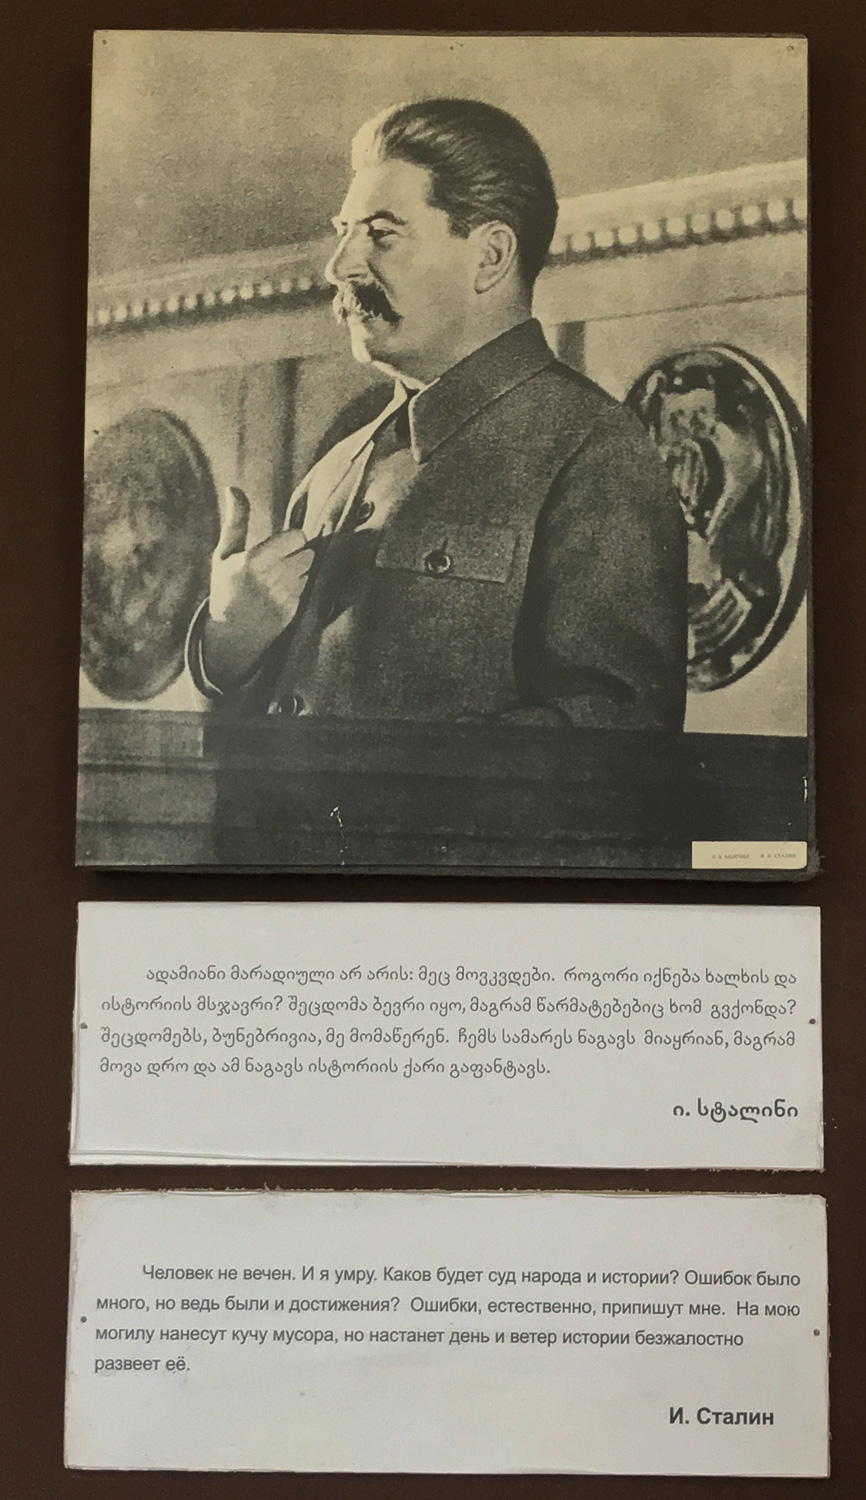 ი. ბ. სტალინი И. В. СТАЛИН
ადამიანი მარადიული არ არის: მეც მოვკვდები. როგორი იქნება ხალხის და
ისტორიის მსჯავრი? შეცდომა ბევრი იყო, მაგრამ წარმატებებიც ხომ გვქონდა?
შეცდომებს, ბუნებრივია, მე მომაწერენ. ჩემს სამარეს ნაგავს მიაყრიან, მაგრამ
მოვა დრო და ამ ნაგავს ისტორიის ქარი გაფანტავს.
ი. სტალინი
Человек не вечен. И я умру. Каков будет суд народа и истории? Ошибок было
много, но ведь были и достижения? Ошибки, естественно, припишут мне. На мою
могилу нанесут кучу мусора, но настанет день и ветер истории безжалостно
развеет её.
И. Сталин